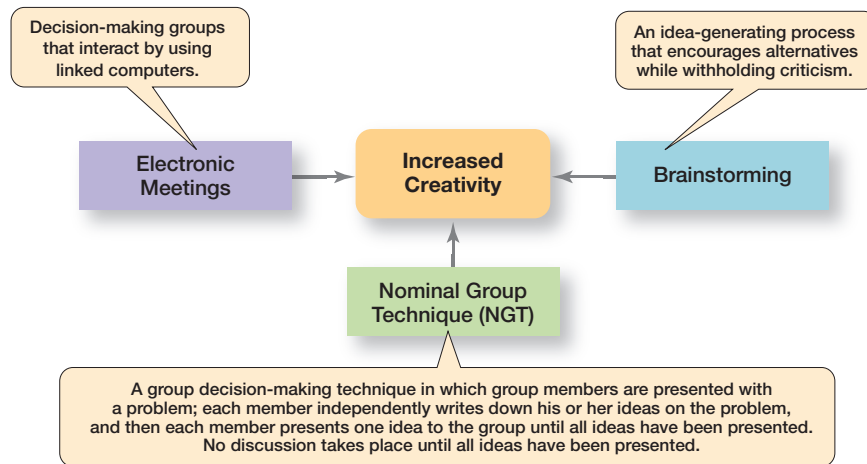 Decision-making groups
that interact by using
linked computers.
An idea-generating process
that encourages alternatives
while withholding criticism.
Electronic
Meetings
Increased
Creativity
Brainstorming
Nominal Group
Technique (NGT)
A group decision-making technique in which group members are presented with
a problem; each member independently writes down his or her ideas on the problem,
and then each member presents one idea to the group until all ideas have been presented.
No discussion takes place until all ideas have been presented.